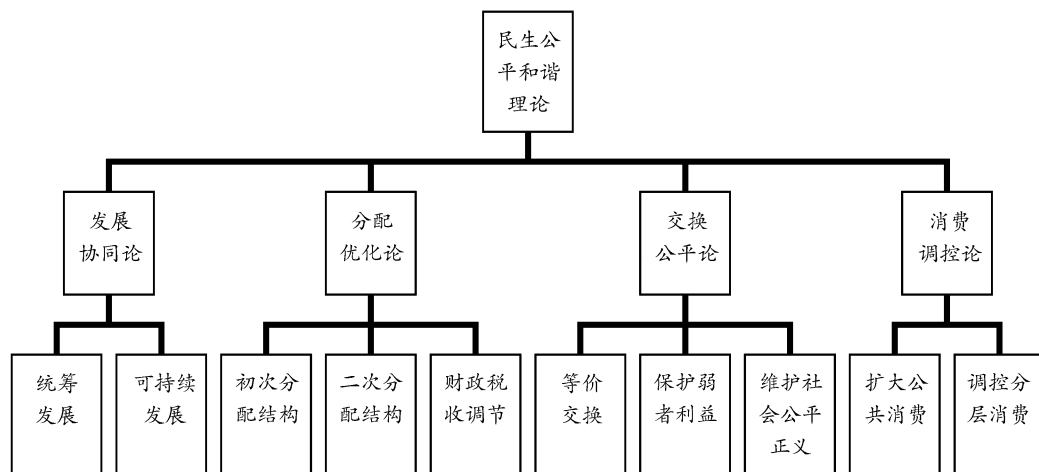 民生公
平和谐
理论
发展
协同论
分配
优化论
交换
公平论
消费
调控论
统筹
发展
可持续
发展
初次分
配结构
二次分
配结构
财政税
收调节
等价
交换
保护弱
者利益
维护社
会公平
正义
扩大公
共消费
调控分
层消费